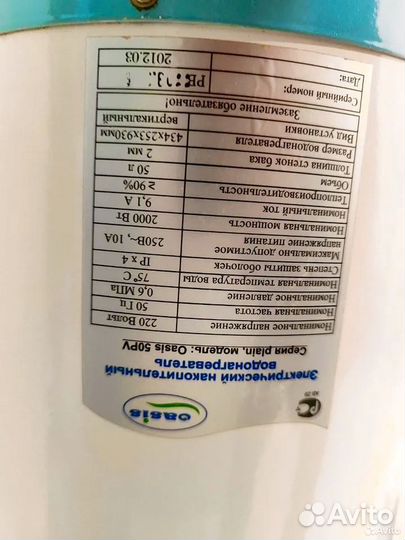 oasis
РС
Электрический накопительный
водонагреватель
Серия plain, модель: Oasis 50PV
Номинальное напряжение 220 Вольт
Номинальная частота 50 Гц
Номинальное давление 0,6 МПа
Номинальная температура воды 75°C
Степень защиты оболочек IP x 4
Максимально допустимое
напряжение питания 250В~, 10А
Номинальная мощность 2000 Вт
Номинальный ток 9,1 А
Теплопроизводительность ≥ 90%
Объем 50 л
Толщина стенок бака 2 мм
Размер водонагревателя 434х253х930мм
Вид установки вертикальный
Заземление обязательно!
Серийный номер:
Дата: 2012.03
Avito
Avito